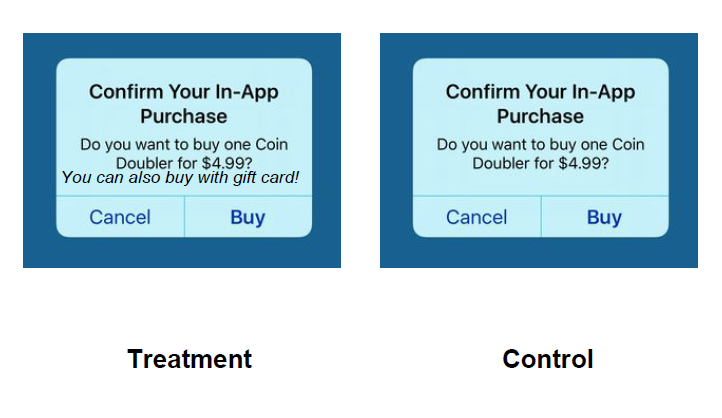 Confirm Your In-App
Purchase
Do you want to buy one Coin
Doubler for $4.99?
You can also buy with gift card!
Cancel
Buy
Confirm Your In-App
Purchase
Do you want to buy one Coin
Doubler for $4.99?
Cancel
Buy
Treatment
Control